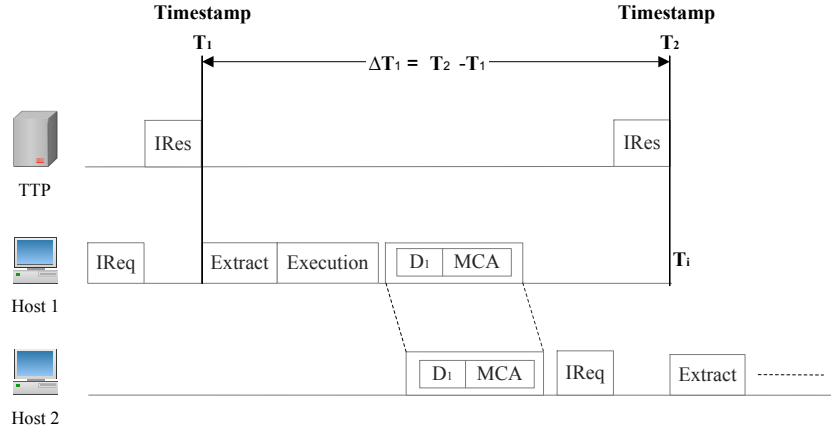 Timestamp Timestamp
T₁ T₂
ΔT₁ = T₂ -T₁
IRes IRes
TTP
IReq Extract Execution D₁ MCA Tᵢ
Host 1
D₁ MCA IReq Extract
Host 2